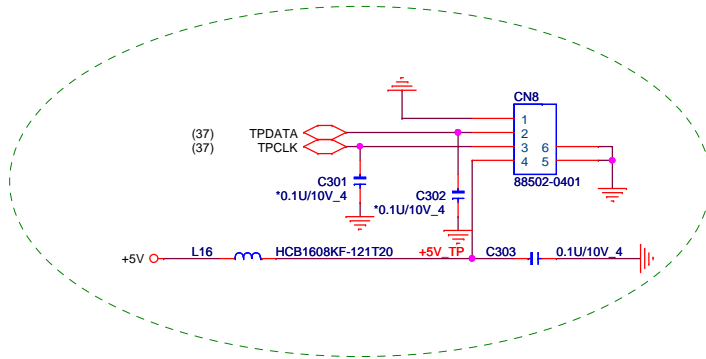 CN8
1
(37) TPDATA 2
(37) TPCLK 3 6
4 5
C301 88502-0401
*0.1U/10V_4 C302
*0.1U/10V_4
+5V L16 HCB1608KF-121T20 +5V_TP C303 0.1U/10V_4